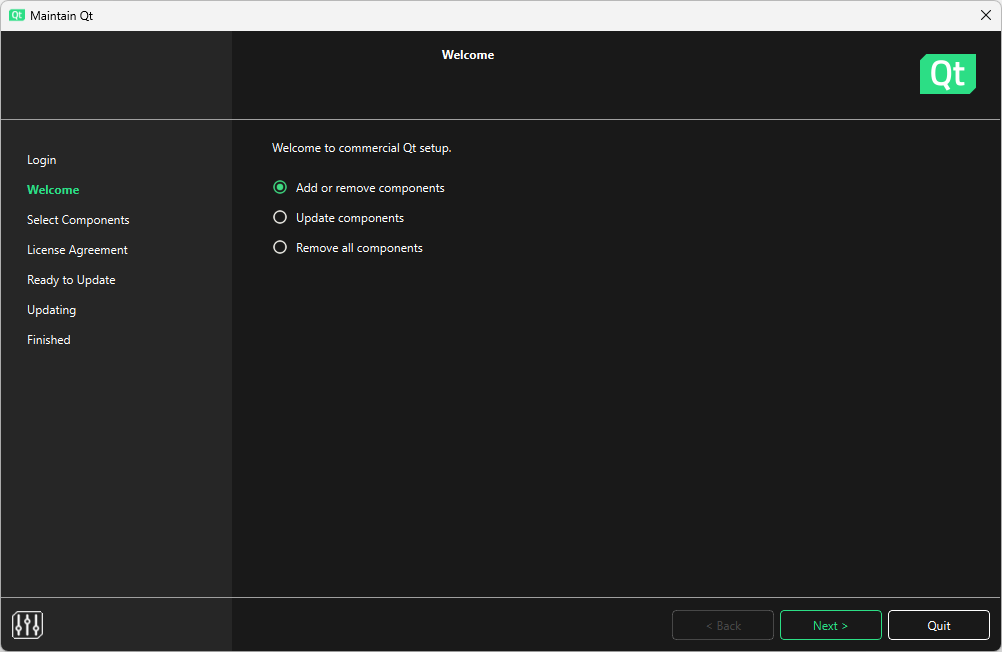 Qt Maintain Qt
Welcome
Qt
Login
Welcome
Select Components
License Agreement
Ready to Update
Updating
Finished
Welcome to commercial Qt setup.
Add or remove components
Update components
Remove all components
< Back
Next >
Quit